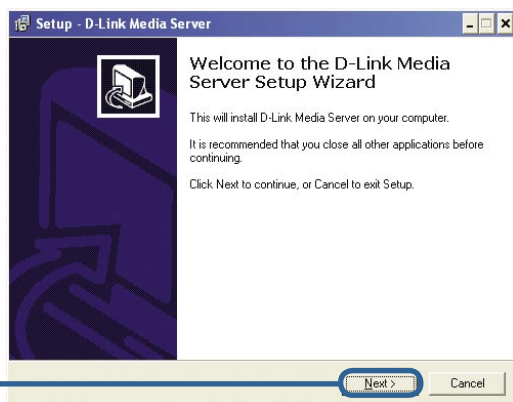 Setup - D-Link Media Server
Welcome to the D-Link Media
Server Setup Wizard
This will install D-Link Media Server on your computer.
It is recommended that you close all other applications before
continuing.
Click Next to continue, or Cancel to exit Setup.
Next >
Cancel